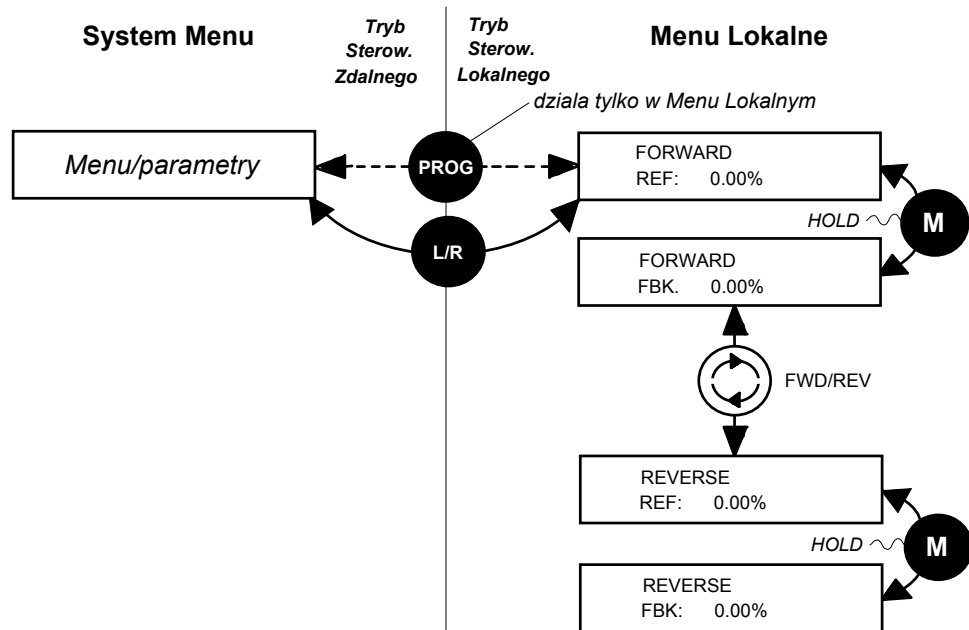 System Menu
Tryb
Sterow.
Zdalnego
Tryb
Sterow.
Lokalnego
Menu Lokalne
dziala tylko w Menu Lokalnym
Menu/parametry
PROG
L/R
FORWARD
REF: 0.00%
HOLD
M
FORWARD
FBK. 0.00%
FWD/REV
REVERSE
REF: 0.00%
HOLD
M
REVERSE
FBK: 0.00%